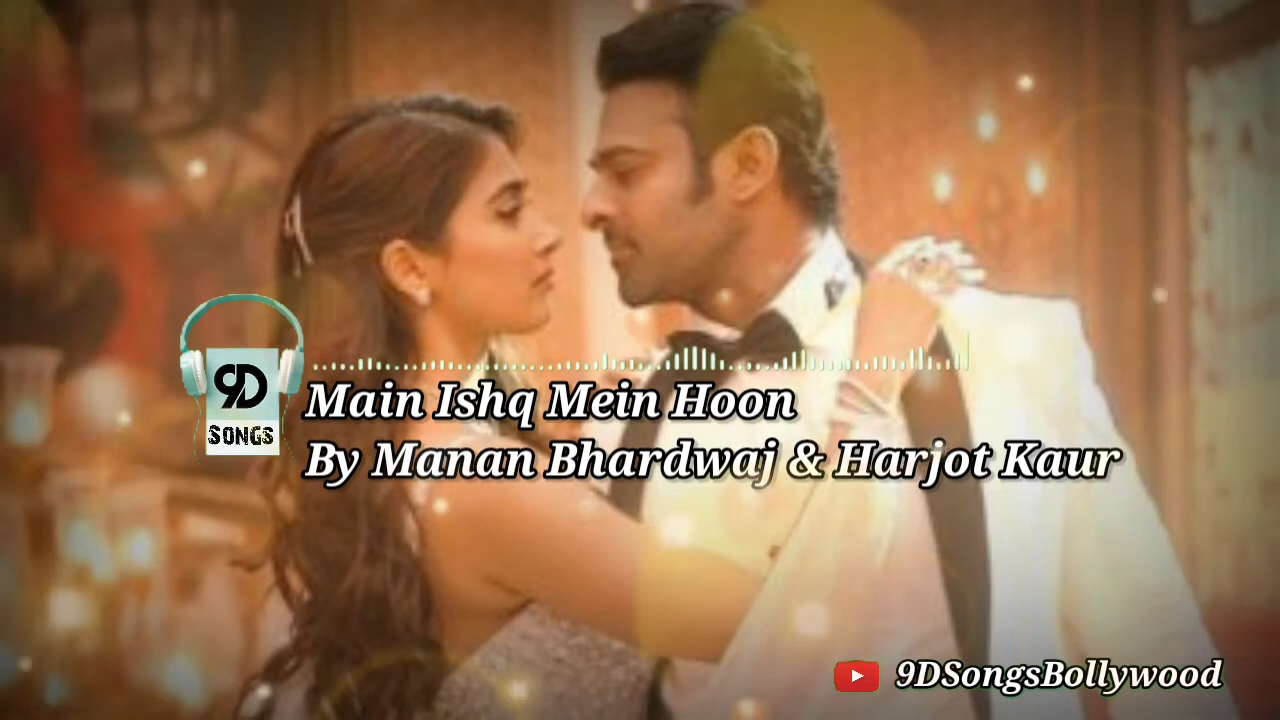 9D
SONGS
Main Ishq Mein Hoon
By Manan Bhardwaj & Harjot Kaur
9DSongsBollywood